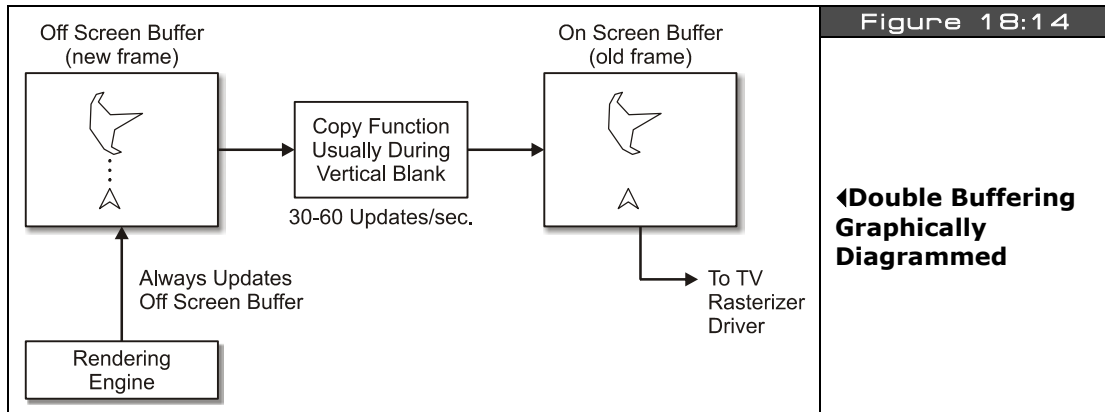 Figure 18:14
Off Screen Buffer
(new frame)
On Screen Buffer
(old frame)
Copy Function
Usually During
Vertical Blank
30-60 Updates/sec.
Always Updates
Off Screen Buffer
Rendering
Engine
To TV
Rasterizer
Driver
Double Buffering
Graphically
Diagrammed